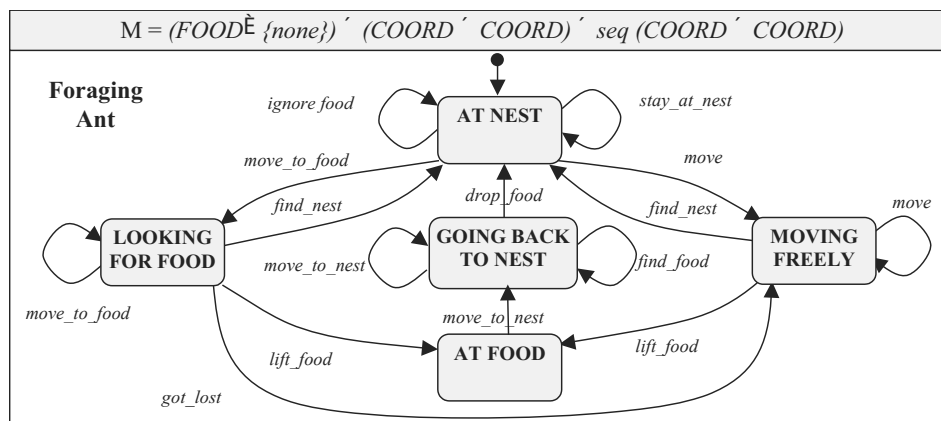 M = (FOODÈ {none}) ´ (COORD ´ COORD) ´ seq (COORD ´ COORD)
Foraging
Ant
ignore food
AT NEST
stay_at_nest
move_to_food
move
drop_food
find_nest
find_nest
move
LOOKING
FOR FOOD
GOING BACK
TO NEST
MOVING
FREELY
move_to_nest
find_food
move_to_food
move_to_nest
lift_food
AT FOOD
lift_food
got_lost